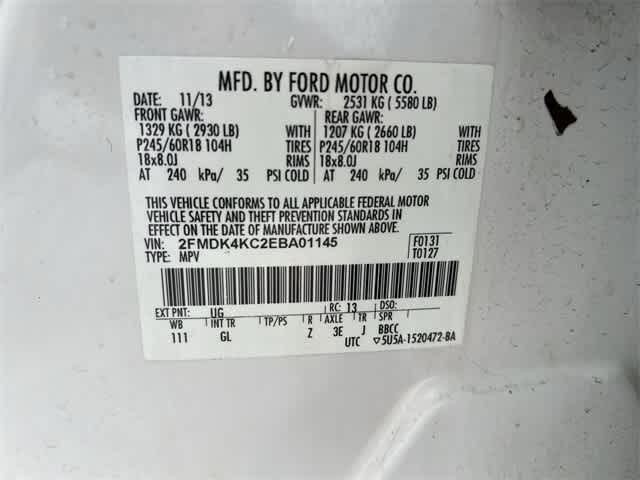 MFD. BY FORD MOTOR CO.
DATE: 11/13 GVWR: 2531 KG ( 5580 LB)
FRONT GAWR: REAR GAWR:
1329 KG ( 2930 LB) WITH 1207 KG ( 2660 LB) WITH
P245/60R18 104H TIRES P245/60R18 104H TIRES
18x8.0J RIMS 18x8.0J RIMS
AT 240 kPa/ 35 PSI COLD AT 240 kPa/ 35 PSI COLD
THIS VEHICLE CONFORMS TO ALL APPLICABLE FEDERAL MOTOR
VEHICLE SAFETY AND THEFT PREVENTION STANDARDS IN
EFFECT ON THE DATE OF MANUFACTURE SHOWN ABOVE.
VIN: 2FMDK4KC2EBA01145 F0131
TYPE: MPV T0127
EXT PNT: UG RC: 13 DSO:
WB INT TR TP/PS R AXLE TR SPR
111 GL Z 3E J BBCC
UTC ▽5U5A-1520472-BA